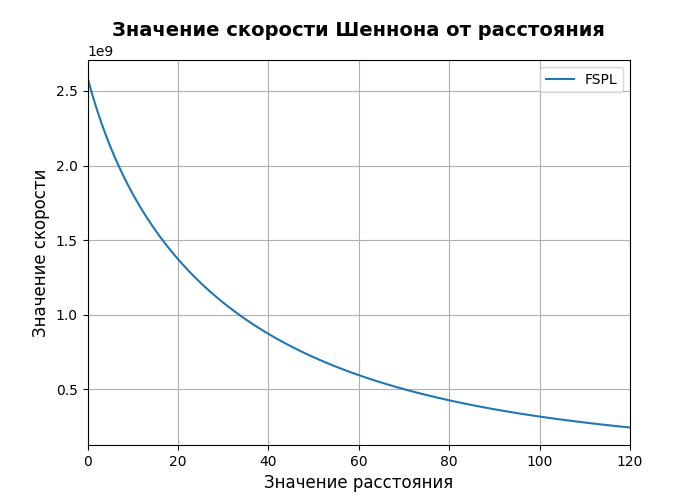 Значение скорости Шеннона от расстояния
1e9
FSPL
2.5
2.0
1.5
1.0
0.5
Значение скорости
0 20 40 60 80 100 120
Значение расстояния